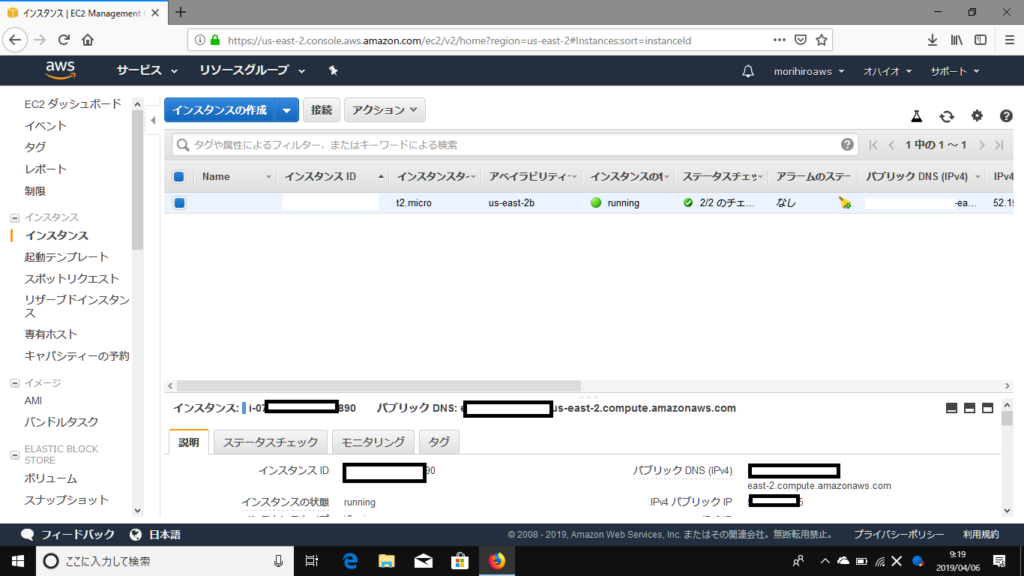 インスタンス | EC2 Management
https://us-east-2.console.aws.amazon.com/ec2/v2/home?region=us-east-2#Instances:sort=instanceId
aws
サービス
リソースグループ
morihiroaws
オハイオ
サポート
EC2 ダッシュボード
イベント
タグ
レポート
制限
インスタンス
インスタンス
起動テンプレート
スポットリクエスト
リザーブドインスタン
ス
専有ホスト
キャパシティーの予約
イメージ
AMI
バンドルタスク
ELASTIC BLOCK
STORE
ボリューム
スナップショット
インスタンスの作成
接続
アクション
タグや属性によるフィルター、またはキーワードによる検索
1 中の 1 ～ 1
Name インスタンス ID インスタンスタ アベイラビリティ インスタンスの ステータスチェッ アラームのステー パブリック DNS (IPv4) IPv4
t2.micro us-east-2b running 2/2 のチェ... なし -ea... 52.15
インスタンス: i-07 890 パブリック DNS: us-east-2.compute.amazonaws.com
説明 ステータスチェック モニタリング タグ
インスタンス ID 90
パブリック DNS (IPv4)
east-2.compute.amazonaws.com
インスタンスの状態 running
IPv4 パブリック IP 5
フィードバック 日本語
© 2008 - 2019, Amazon Web Services, Inc. またはその関連会社。無断転用禁止。 プライバシーポリシー 利用規約
ここに入力して検索
9:19
2019/04/06